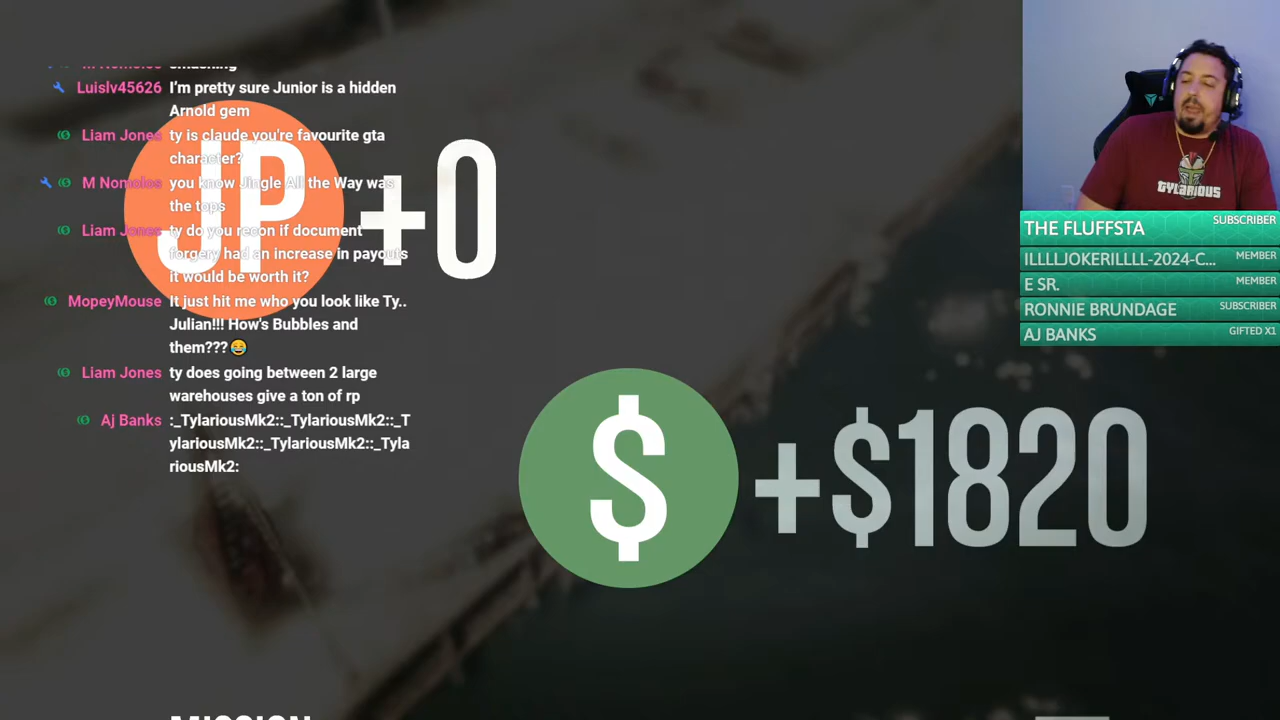 M Nomolos smashing
Luislv45626 I'm pretty sure Junior is a hidden
Arnold gem
Liam Jones ty is claude you're favourite gta
character?
M Nomolos you know Jingle All the Way was
the tops
Liam Jones ty do you recon if document
forgery had an increase in payouts
it would be worth it?
MopeyMouse It just hit me who you look like Ty..
Julian!!! How's Bubbles and
them???😂
Liam Jones ty does going between 2 large
warehouses give a ton of rp
Aj Banks :_TylariousMk2::_TylariousMk2::_T
ylariousMk2::_TylariousMk2::_Tyla
riousMk2:
JP +0
$ +$1820
MISSION
TYLARIOUS
THE FLUFFSTA SUBSCRIBER
ILLLLJOKERILLLL-2024-C... MEMBER
E SR. MEMBER
RONNIE BRUNDAGE SUBSCRIBER
AJ BANKS GIFTED X1